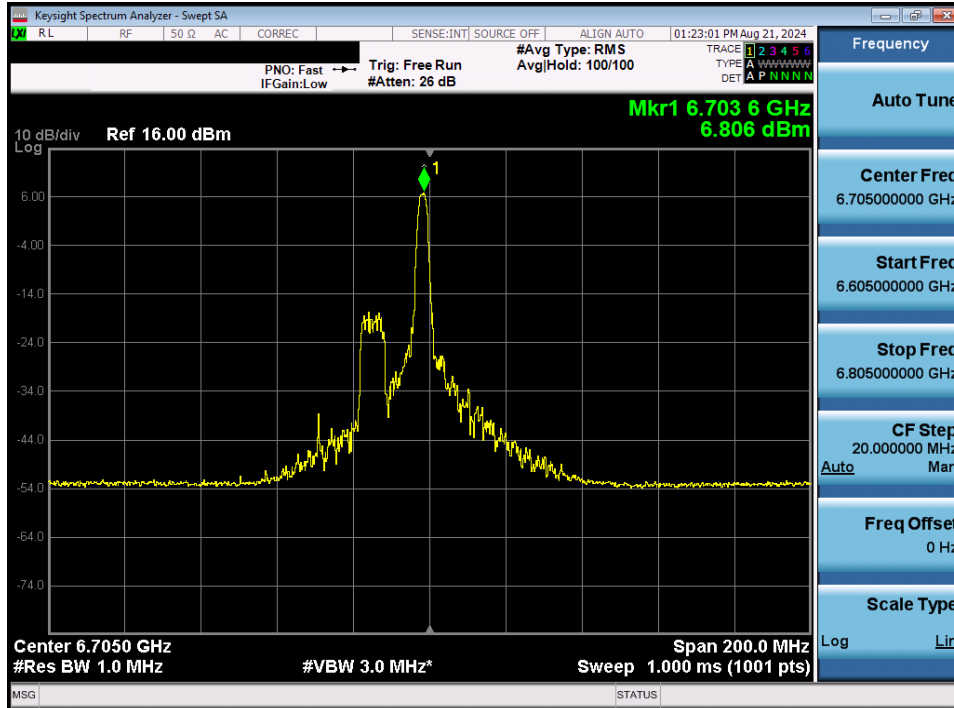 Keysight Spectrum Analyzer - Swept SA
LXI RL RF 50 Ω AC CORREC SENSE:INT SOURCE OFF ALIGN AUTO 01:23:01 PM Aug 21, 2024
PNO: Fast
IFGain:Low
Trig: Free Run
#Atten: 26 dB
#Avg Type: RMS
Avg|Hold: 100/100
TRACE 1 2 3 4 5 6
TYPE A WWWWW
DET A P N N N N
Mkr1 6.703 6 GHz
6.806 dBm
10 dB/div Ref 16.00 dBm
Log
1
6.00
-4.00
-14.0
-24.0
-34.0
-44.0
-54.0
-64.0
-74.0
Center 6.7050 GHz Span 200.0 MHz
#Res BW 1.0 MHz #VBW 3.0 MHz* Sweep 1.000 ms (1001 pts)
MSG STATUS
Frequency
Auto Tune
Center Freq
6.705000000 GHz
Start Freq
6.605000000 GHz
Stop Freq
6.805000000 GHz
CF Step
20.000000 MHz
Auto Man
Freq Offset
0 Hz
Scale Type
Log Lin